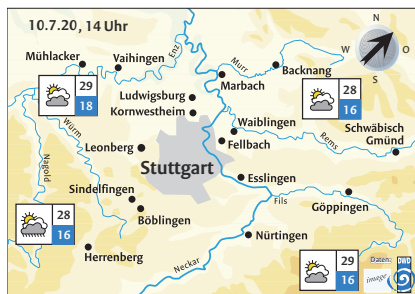 10.7.20, 14 Uhr
N
W
O
S
Mühlacker
Vaihingen
Enz
Murr
Backnang
Marbach
29
18
28
16
Ludwigsburg
Kornwestheim
Waiblingen
Würm
Leonberg
Fellbach
Rems
Schwäbisch
Gmünd
Stuttgart
Nagold
Esslingen
Sindelfingen
Böblingen
Fils
Göppingen
28
16
Herrenberg
Nürtingen
Neckar
29
16
Daten:
DWD
image